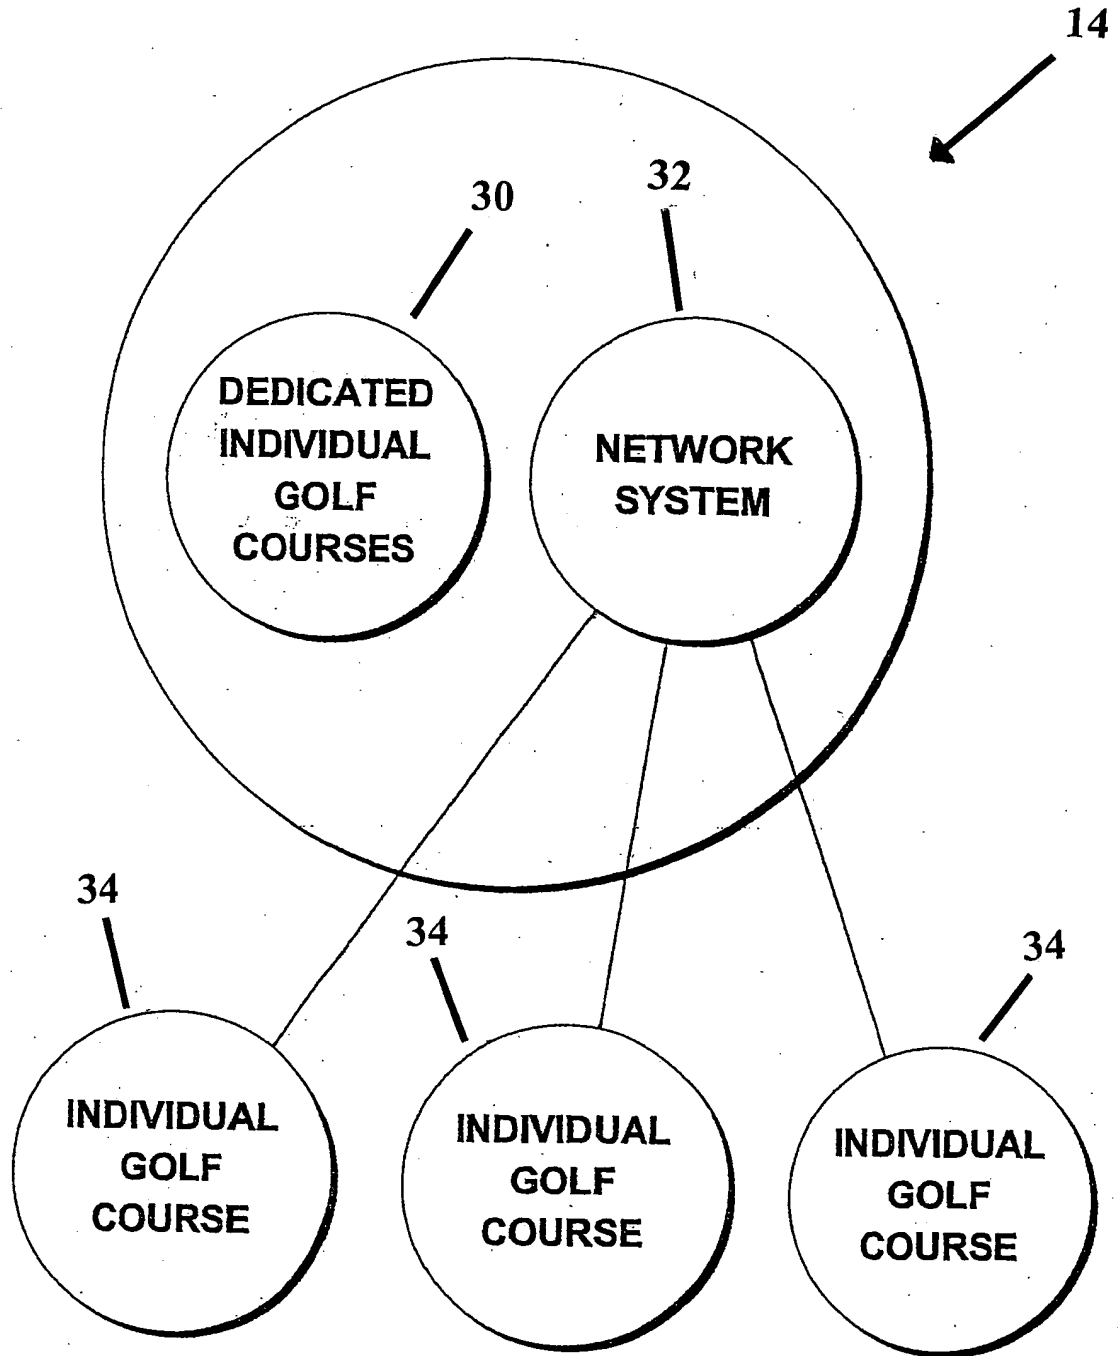 14
30
32
DEDICATED
INDIVIDUAL
GOLF
COURSES
NETWORK
SYSTEM
34
34
34
INDIVIDUAL
GOLF
COURSE
INDIVIDUAL
GOLF
COURSE
INDIVIDUAL
GOLF
COURSE